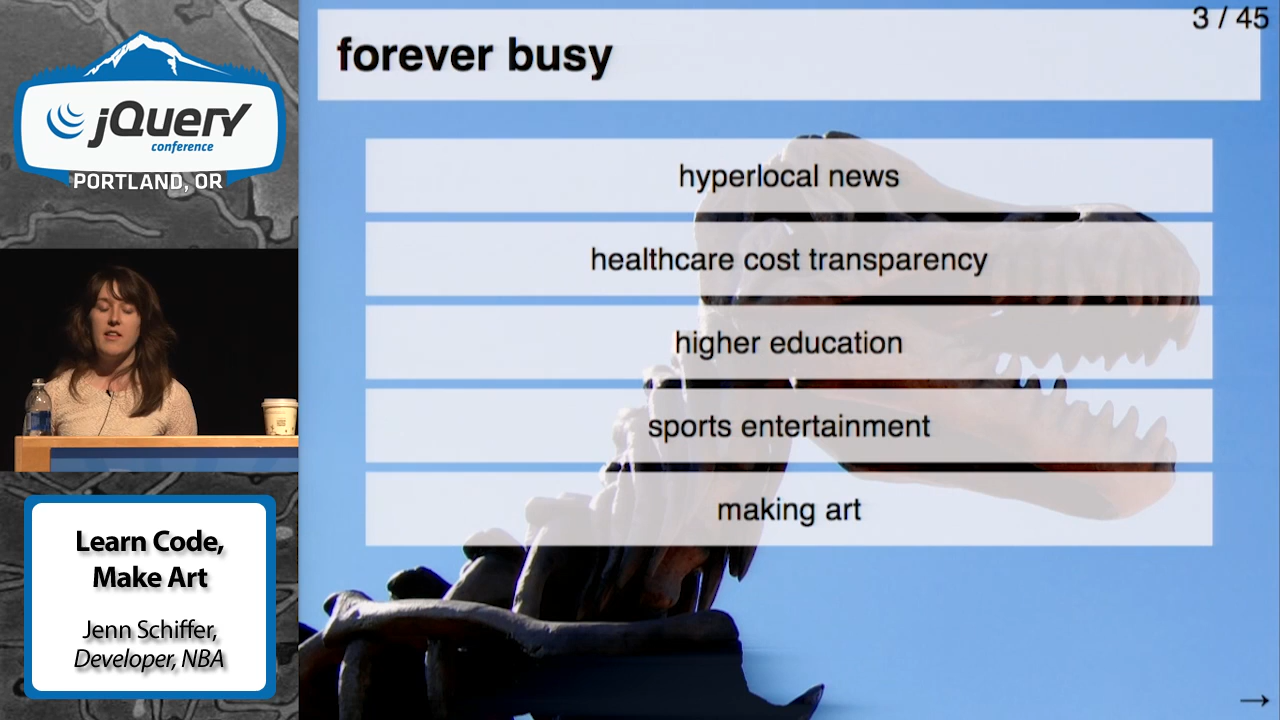 jQuery
conference
PORTLAND, OR
Learn Code,
Make Art
Jenn Schiffer,
Developer, NBA
3 / 45
forever busy
hyperlocal news
healthcare cost transparency
higher education
sports entertainment
making art
→